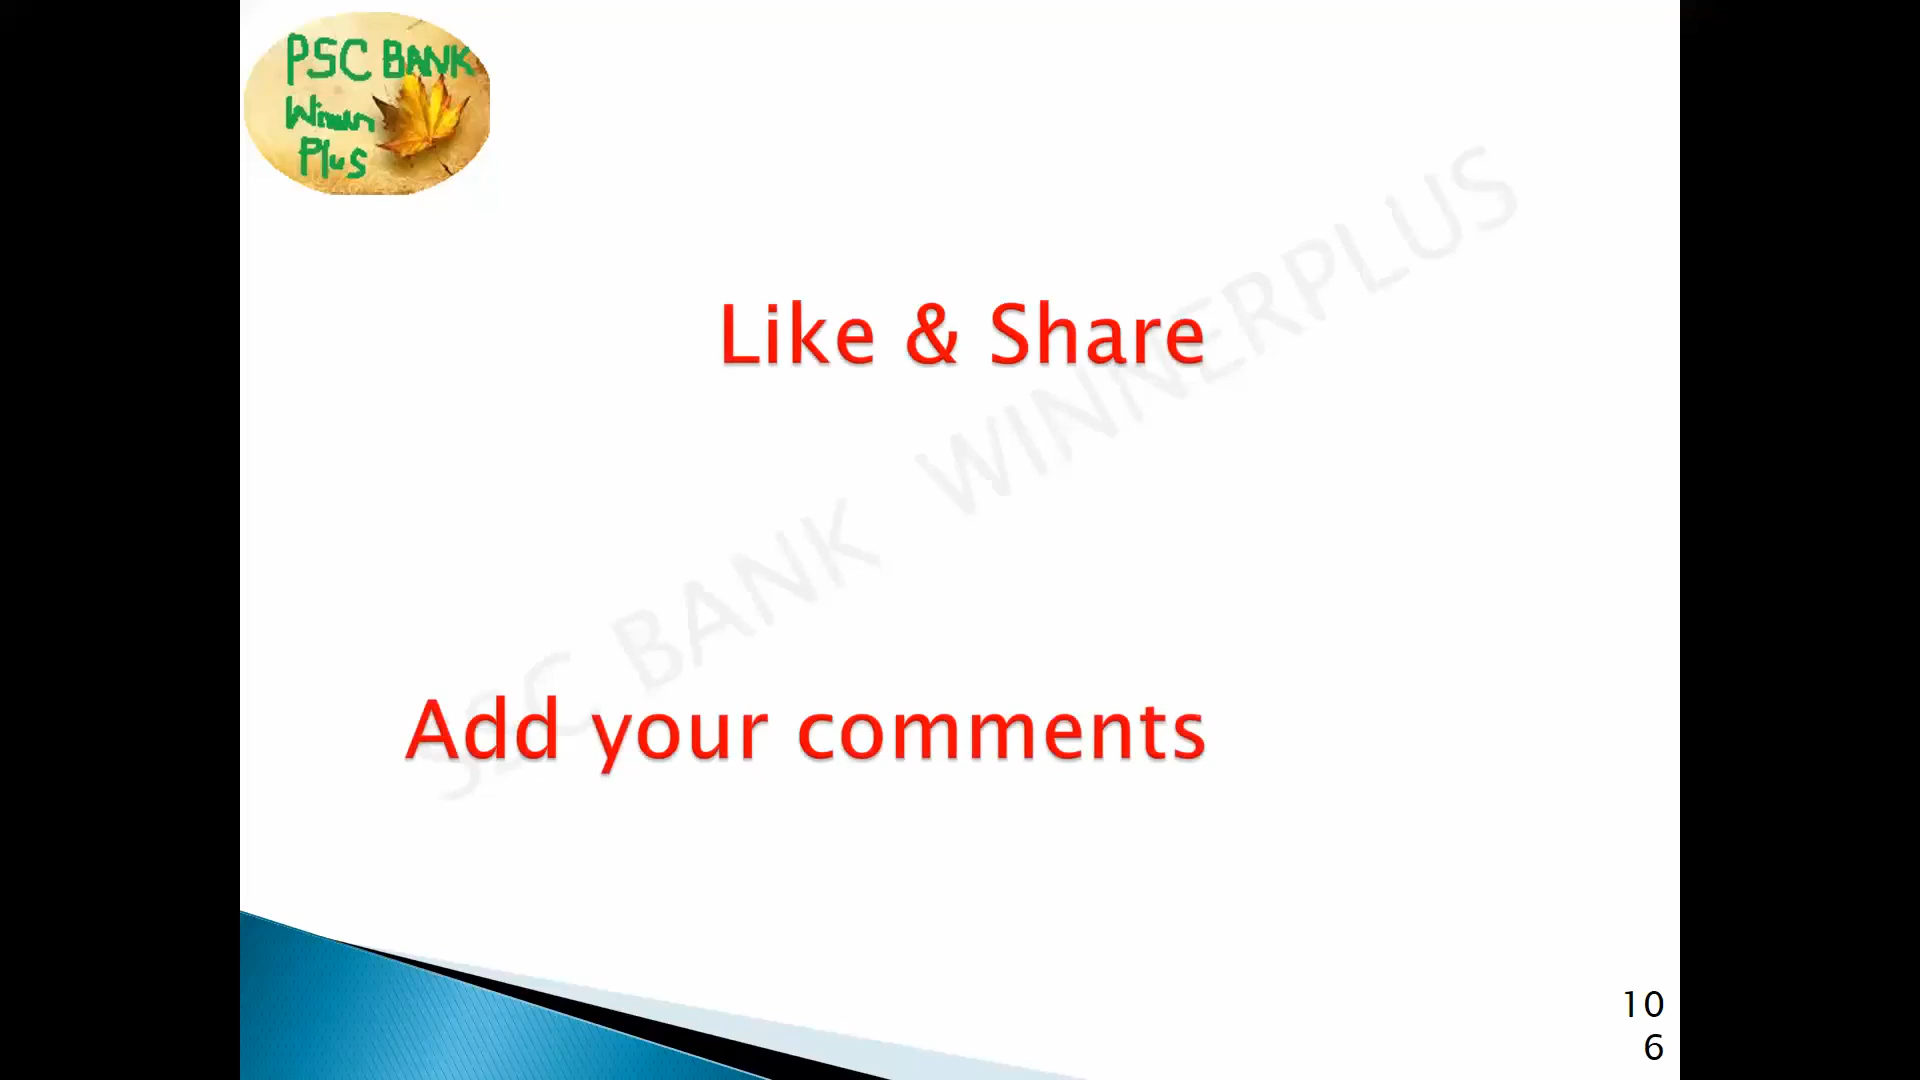 PSC BANK
Winner
Plus
Like & Share
SSC BANK WINNERPLUS
Add your comments
10
6